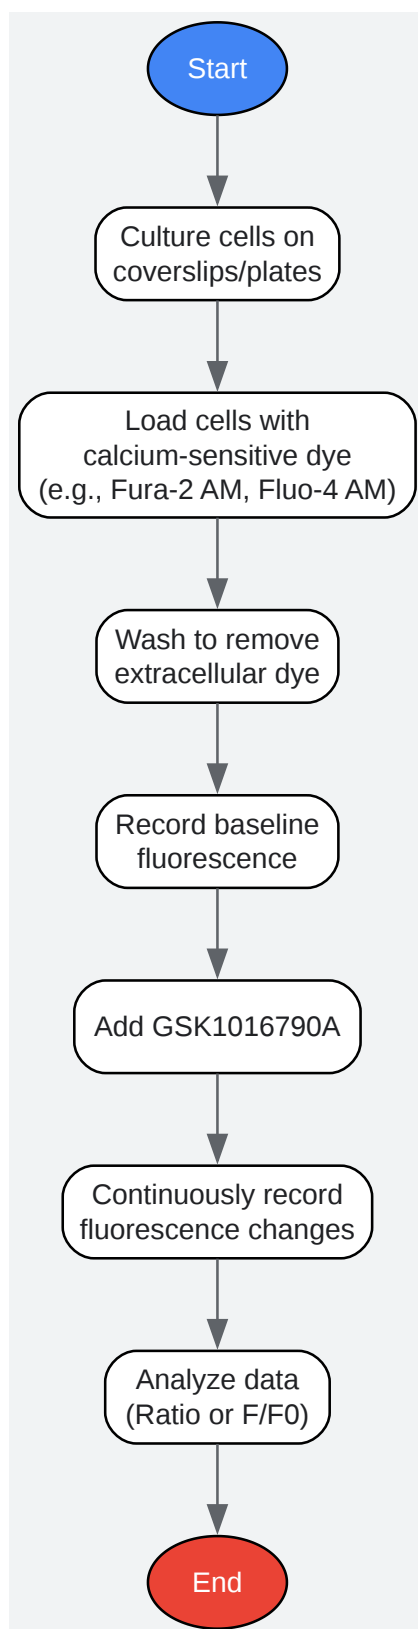 Start
Culture cells on
coverslips/plates
Load cells with
calcium-sensitive dye
(e.g., Fura-2 AM, Fluo-4 AM)
Wash to remove
extracellular dye
Record baseline
fluorescence
Add GSK1016790A
Continuously record
fluorescence changes
Analyze data
(Ratio or F/F0)
End